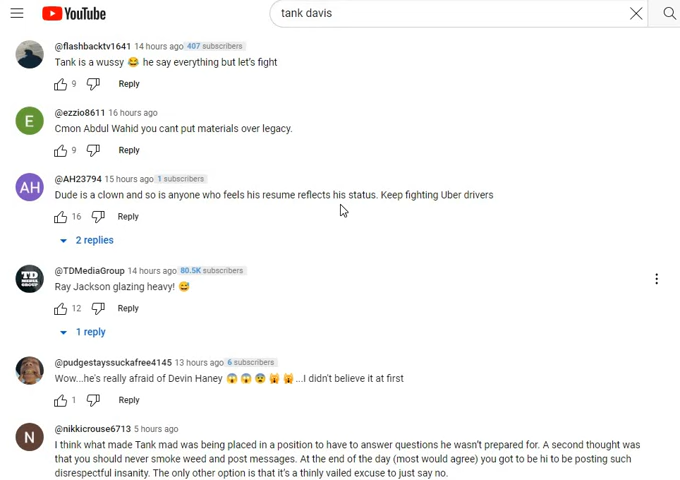 YouTube
tank davis
@flashbacktv1641 14 hours ago 407 subscribers
Tank is a wussy 😂 he say everything but let's fight
9 Reply
E
@ezzio8611 16 hours ago
Cmon Abdul Wahid you cant put materials over legacy.
9 Reply
AH
@AH23794 15 hours ago 1 subscribers
Dude is a clown and so is anyone who feels his resume reflects his status. Keep fighting Uber drivers
16 Reply
2 replies
TD
MEDIA
GROUP
@TDMediaGroup 14 hours ago 80.5K subscribers
Ray Jackson glazing heavy! 😅
12 Reply
1 reply
@pudgestayssuckafree4145 13 hours ago 6 subscribers
Wow...he's really afraid of Devin Haney 😱 😱 😨 🙀 🙀 ...I didn't believe it at first
1 Reply
N
@nikkicrouse6713 5 hours ago
I think what made Tank mad was being placed in a position to have to answer questions he wasn't prepared for. A second thought was
that you should never smoke weed and post messages. At the end of the day (most would agree) you got to be hi to be posting such
disrespectful insanity. The only other option is that it's a thinly vailed excuse to just say no.